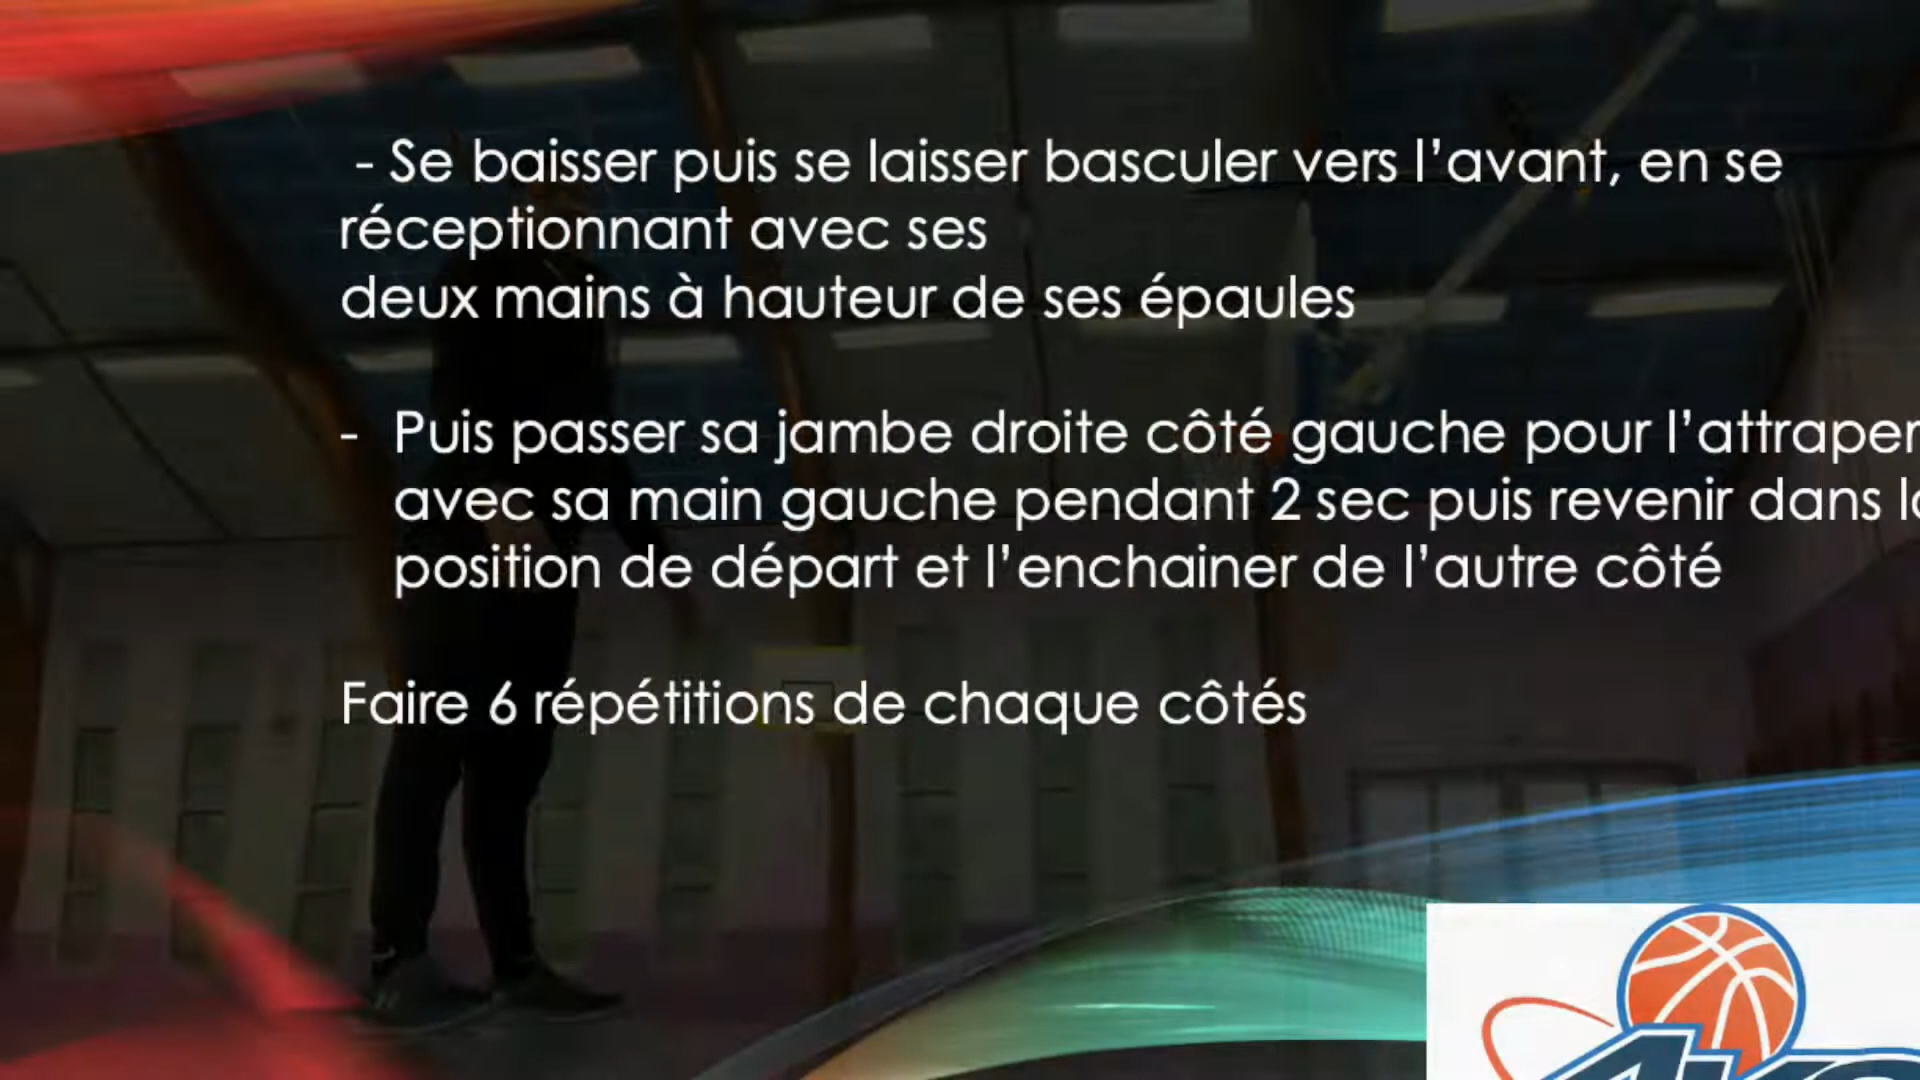 - Se baisser puis se laisser basculer vers l’avant, en se
réceptionnant avec ses
deux mains à hauteur de ses épaules
- Puis passer sa jambe droite côté gauche pour l’attraper
avec sa main gauche pendant 2 sec puis revenir dans
position de départ et l’enchainer de l’autre côté
Faire 6 répétitions de chaque côtés